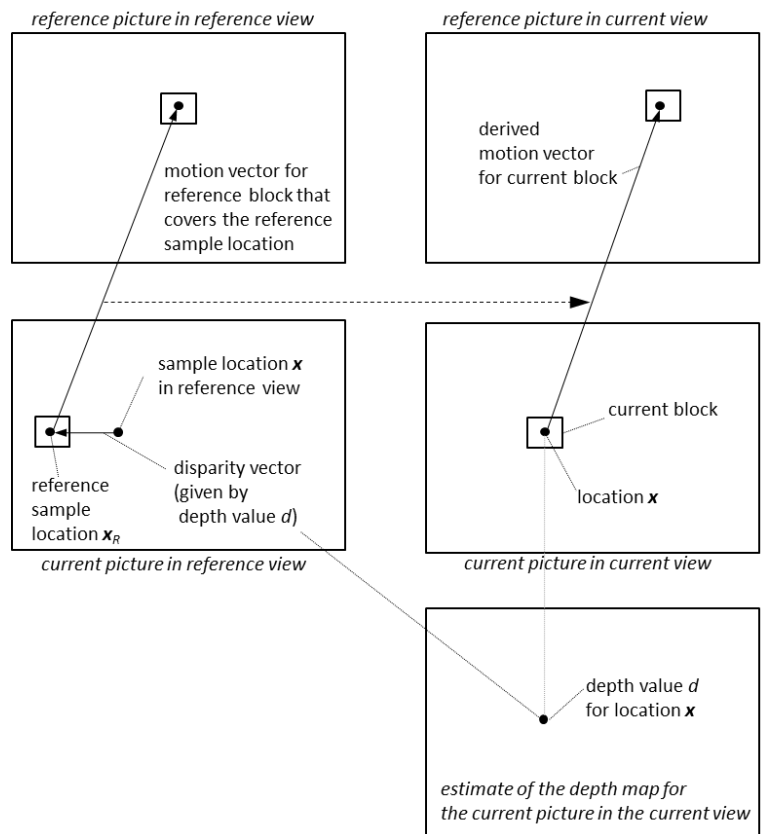 reference picture in reference view
reference picture in current view
motion vector for
reference block that
covers the reference
sample location
derived
motion vector
for current block
sample location x
in reference view
disparity vector
(given by
depth value d)
reference
sample
location xR
current block
location x
current picture in reference view
current picture in current view
depth value d
for location x
estimate of the depth map for
the current picture in the current view